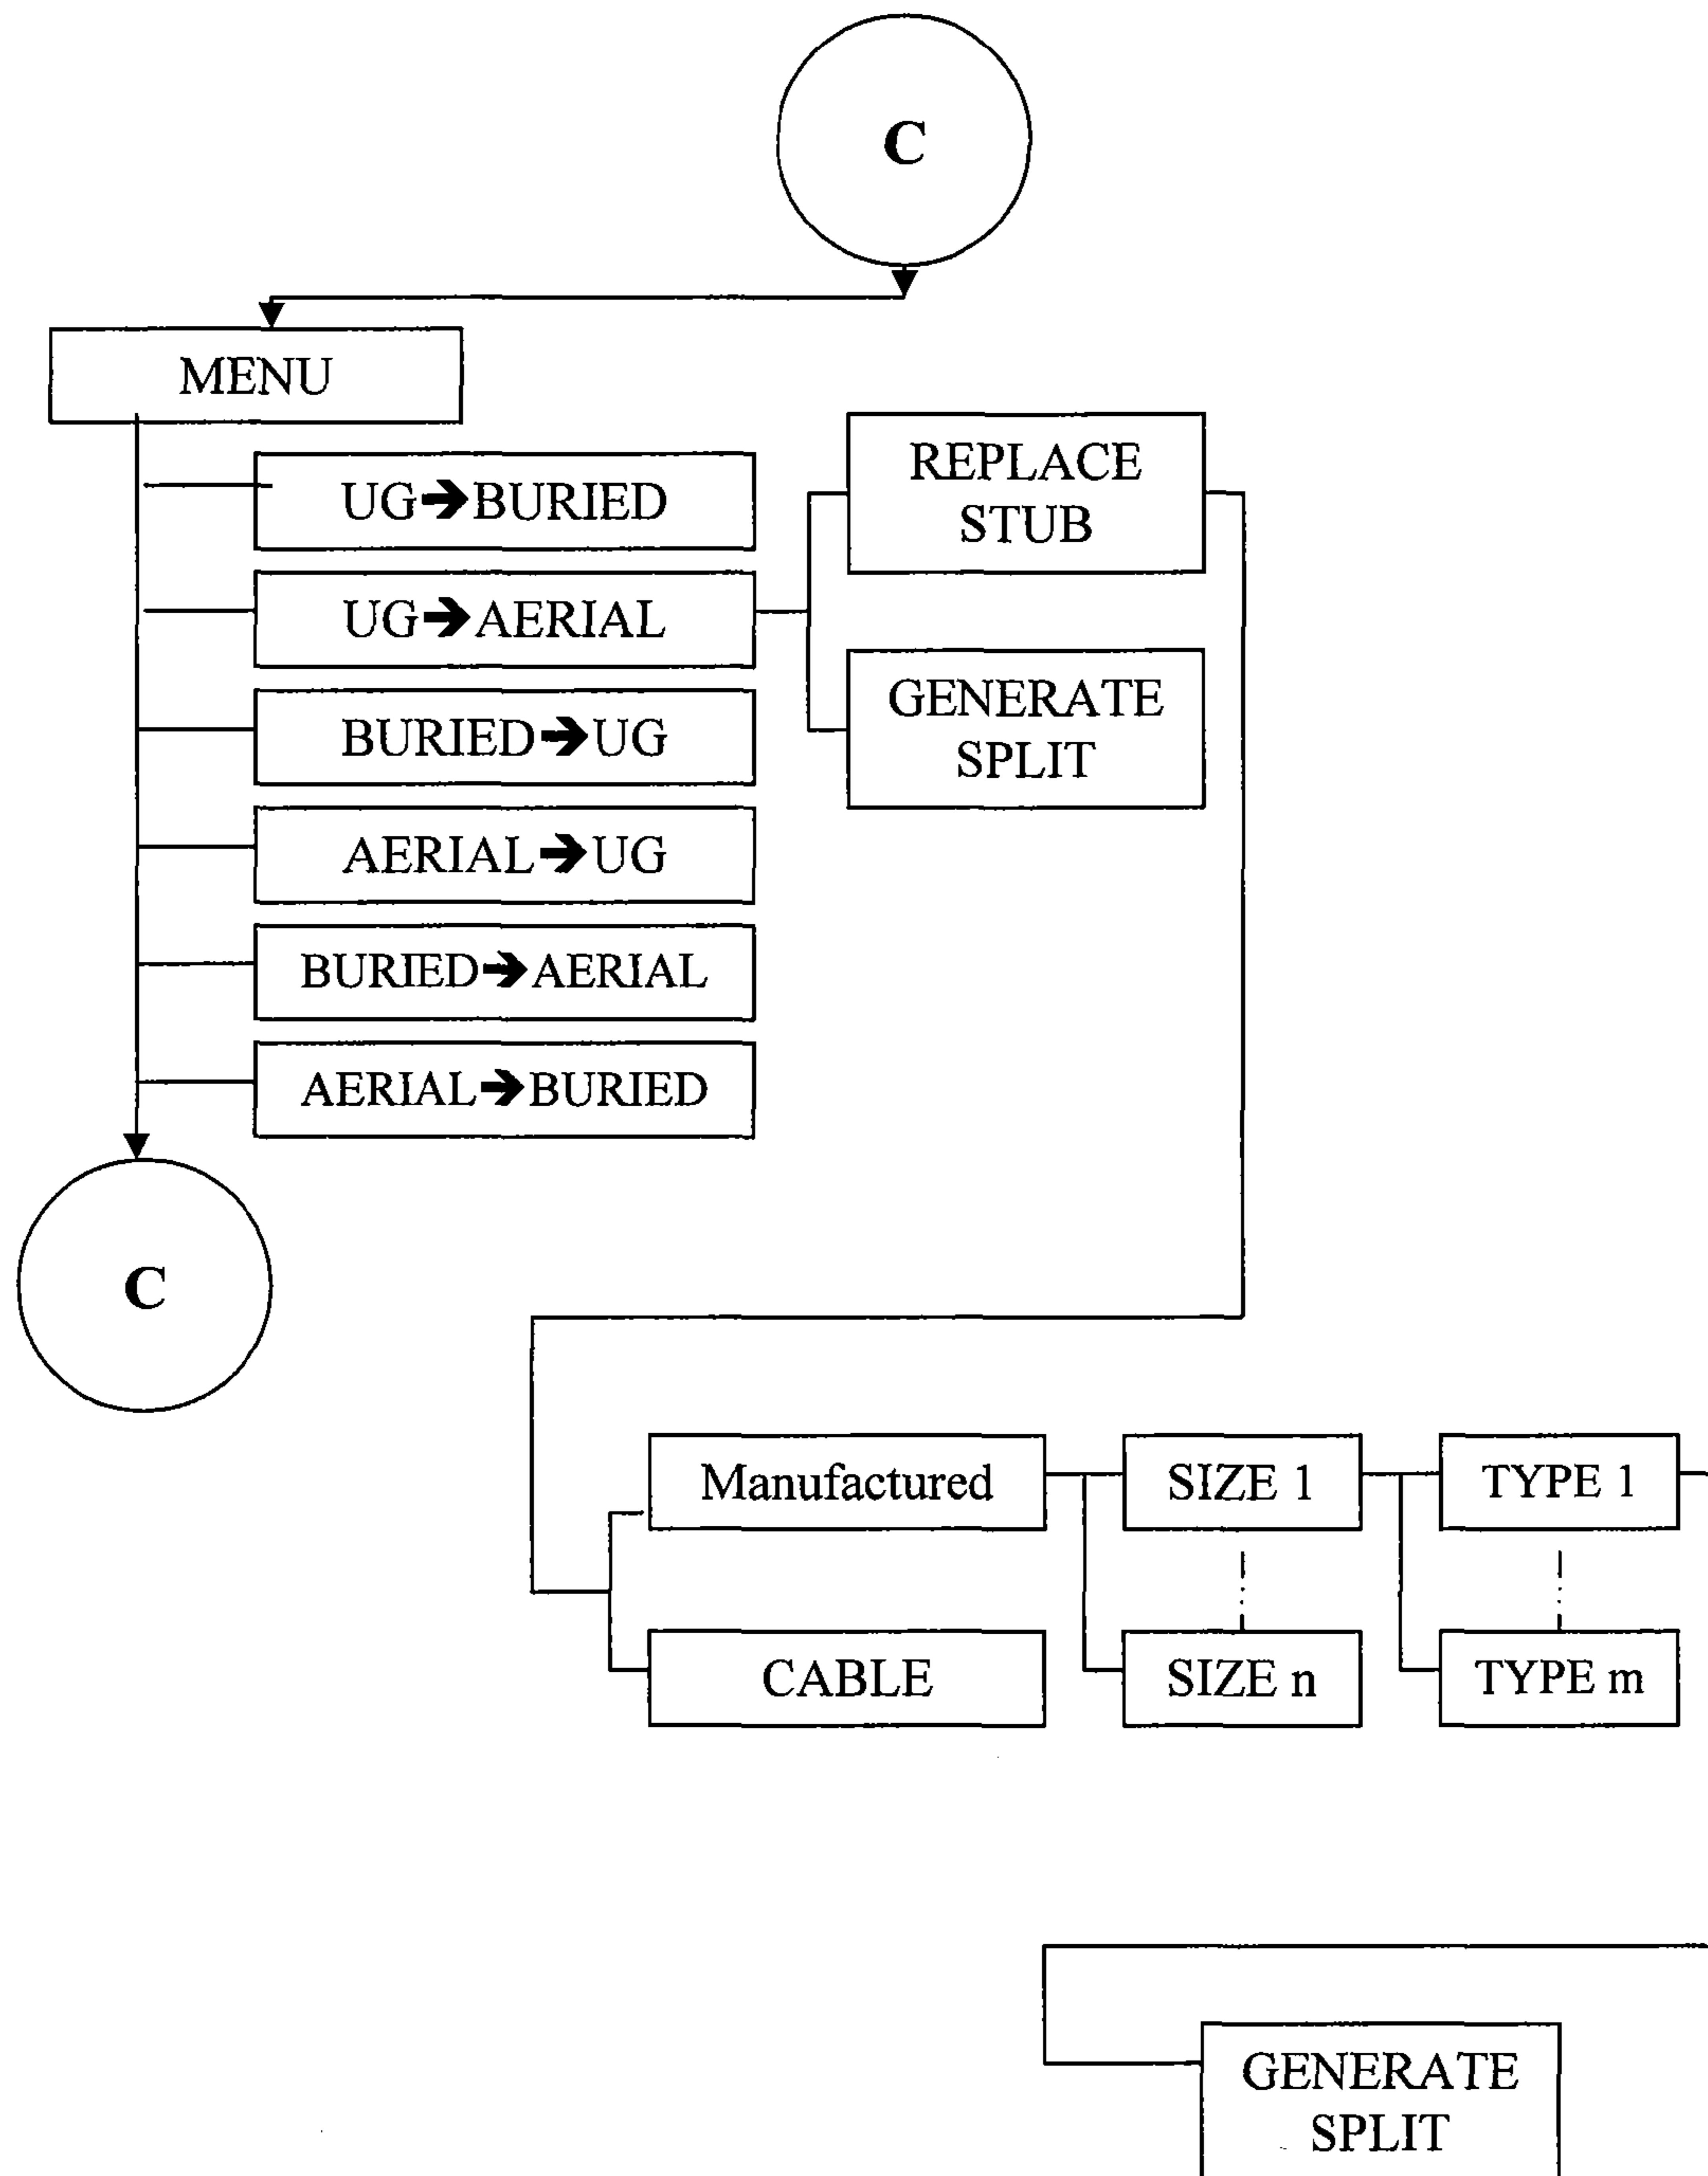 C
MENU
UG➔BURIED
UG➔AERIAL
BURIED➔UG
AERIAL➔UG
BURIED➔AERIAL
AERIAL➔BURIED
REPLACE
STUB
GENERATE
SPLIT
C
Manufactured
SIZE 1
TYPE 1
CABLE
SIZE n
TYPE m
GENERATE
SPLIT